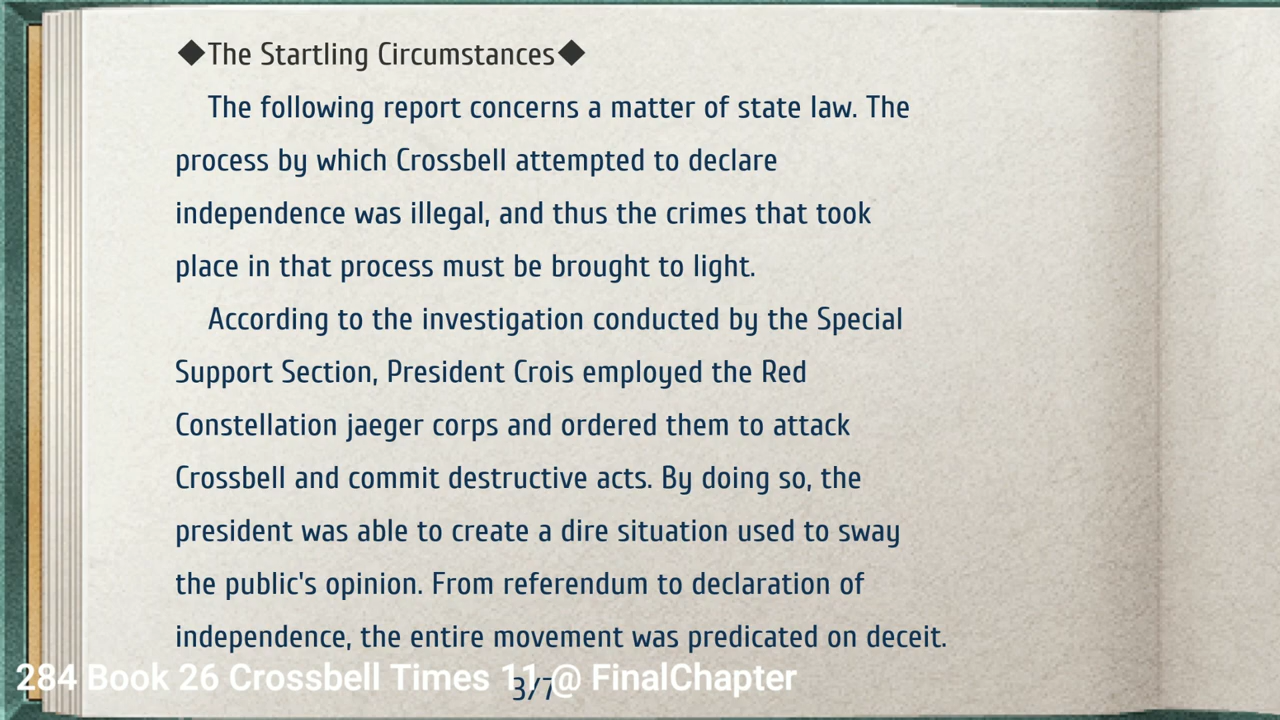 ◆The Startling Circumstances◆
The following report concerns a matter of state law. The
process by which Crossbell attempted to declare
independence was illegal, and thus the crimes that took
place in that process must be brought to light.
According to the investigation conducted by the Special
Support Section, President Crois employed the Red
Constellation jaeger corps and ordered them to attack
Crossbell and commit destructive acts. By doing so, the
president was able to create a dire situation used to sway
the public's opinion. From referendum to declaration of
independence, the entire movement was predicated on deceit.
284 Book 26 Crossbell Times 11 @ FinalChapter
3/7